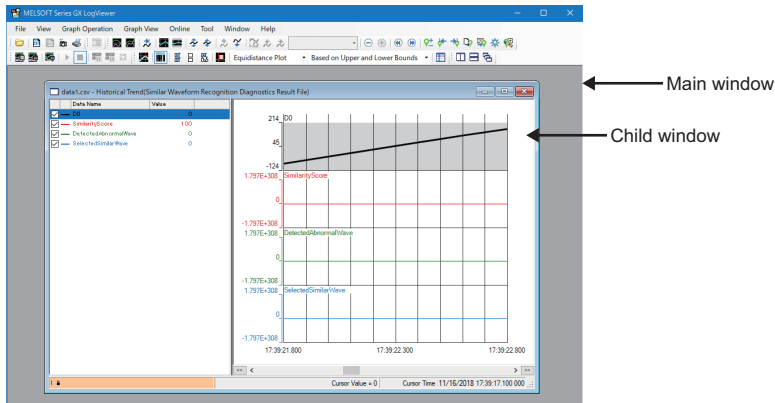 MELSOFT Series GX LogViewer
File View Graph Operation Graph View Online Tool Window Help
Equidistance Plot Based on Upper and Lower Bounds
Main window
data1.csv - Historical Trend(Similar Waveform Recognition Diagnostics Result File)
Data Name Value
D0 0
SimilarityScore 1.00
DetectedAbnormalWave 0
SelectedSimilarWave 0
Child window
214 D0
45
-124
1.797E+308 SimilarityScore
0
-1.797E+308
1.797E+308 DetectedAbnormalWave
0
-1.797E+308
1.797E+308 SelectedSimilarWave
0
-1.797E+308
17:39:21.800 17:39:22.300 17:39:22.800
Cursor Value = 0 Cursor Time :11/16/2018 17:39:17.100 000